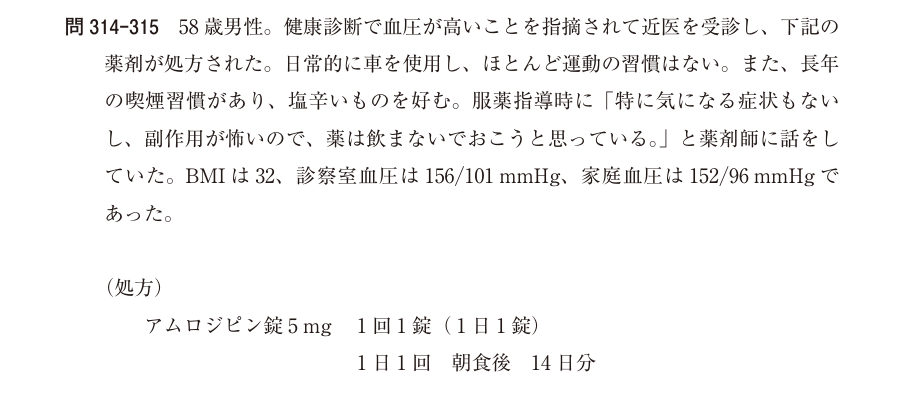 問 314-315　58 歳男性。健康診断で血圧が高いことを指摘されて近医を受診し、下記の
薬剤が処方された。日常的に車を使用し、ほとんど運動の習慣はない。また、長年
の喫煙習慣があり、塩辛いものを好む。服薬指導時に「特に気になる症状もない
し、副作用が怖いので、薬は飲まないでおこうと思っている。」と薬剤師に話をし
ていた。BMI は 32、診察室血圧は 156/101 mmHg、家庭血圧は 152/96 mmHg で
あった。
（処方）
アムロジピン錠 5 mg　1 回 1 錠（1 日 1 錠）
1 日 1 回　朝食後　14 日分